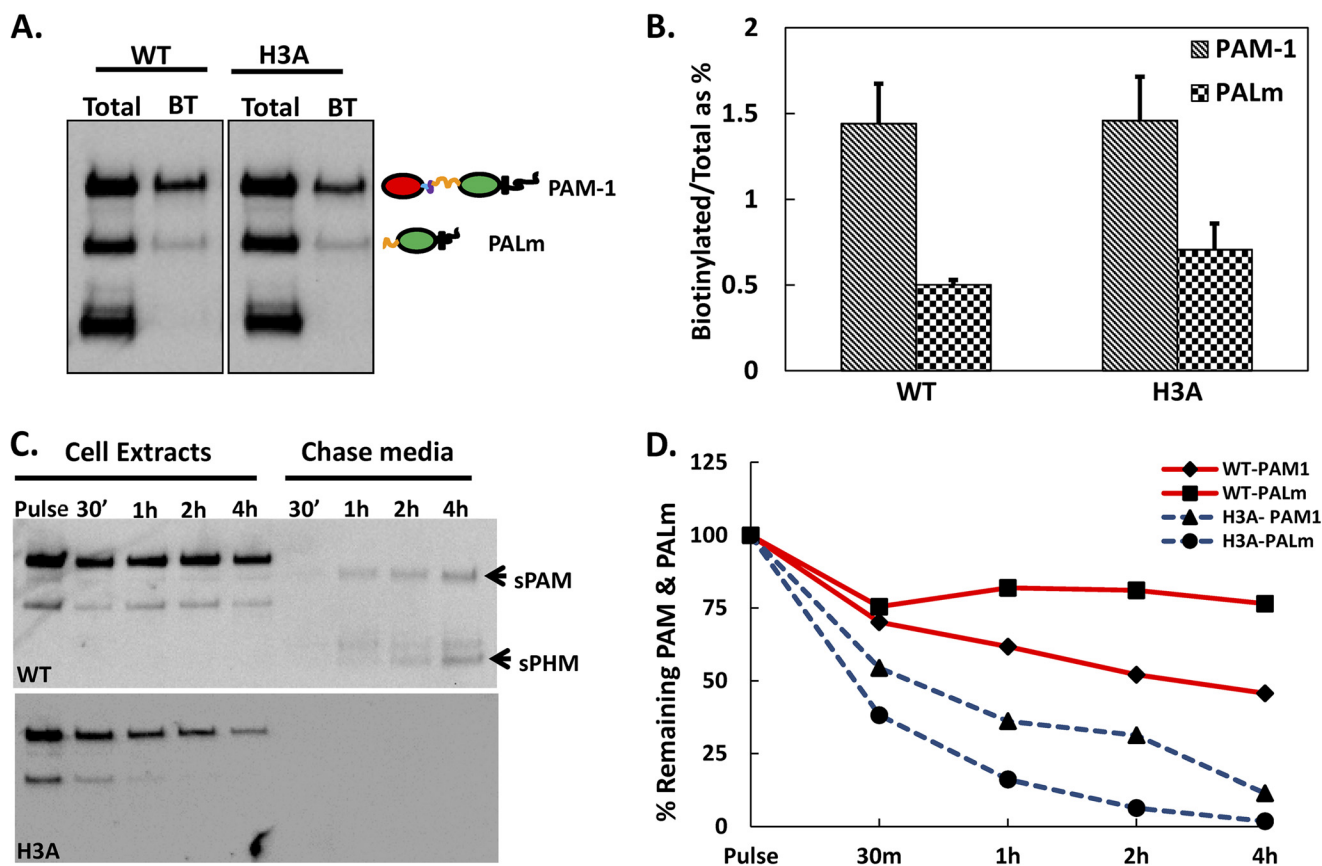 A.
WT H3A
Total BT Total BT
PAM-1
PALm
B.
Biotinylated/Total as %
2
1.5
1
0.5
0
PAM-1
PALm
WT H3A
C.
Cell Extracts Chase media
Pulse 30’ 1h 2h 4h 30’ 1h 2h 4h
sPAM
sPHM
WT
H3A
D.
% Remaining PAM & PALm
125
100
75
50
25
0
WT-PAM1
WT-PALm
H3A- PAM1
H3A-PALm
Pulse 30m 1h 2h 4h